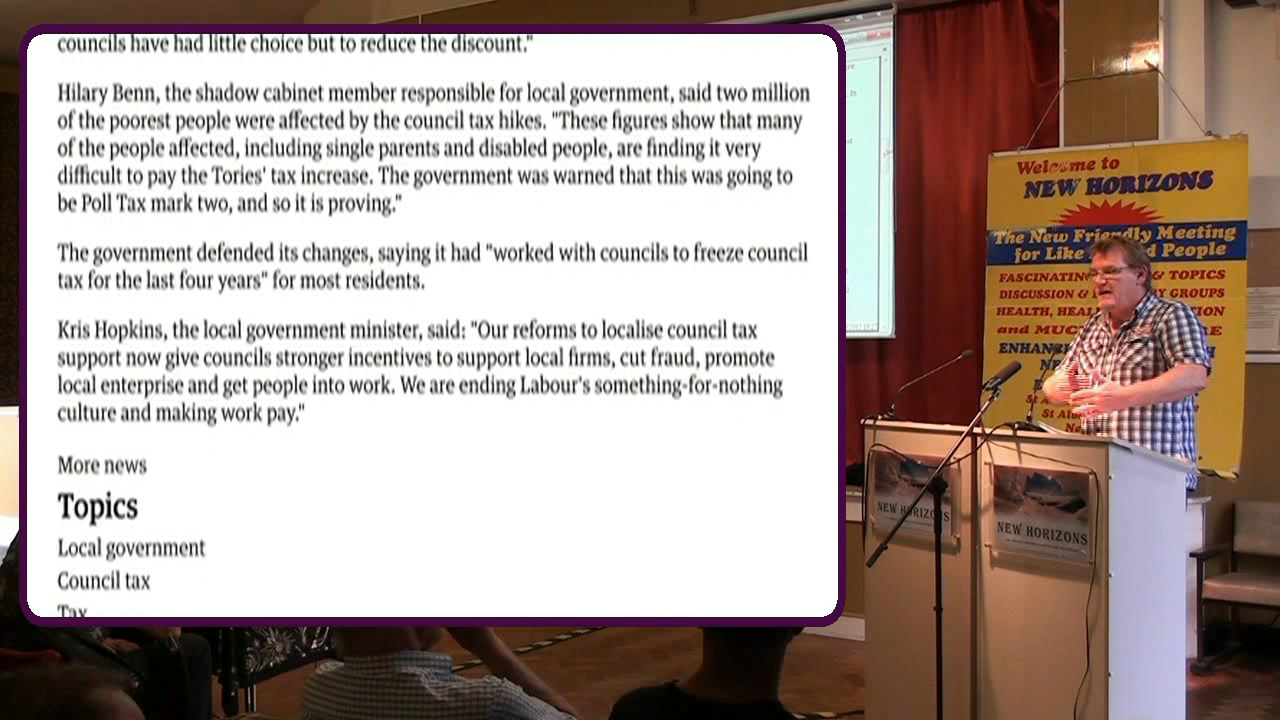 councils have had little choice but to reduce the discount."
Hilary Benn, the shadow cabinet member responsible for local government, said two million
of the poorest people were affected by the council tax hikes. "These figures show that many
of the people affected, including single parents and disabled people, are finding it very
difficult to pay the Tories' tax increase. The government was warned that this was going to
be Poll Tax mark two, and so it is proving."
The government defended its changes, saying it had "worked with councils to freeze council
tax for the last four years" for most residents.
Kris Hopkins, the local government minister, said: "Our reforms to localise council tax
support now give councils stronger incentives to support local firms, cut fraud, promote
local enterprise and get people into work. We are ending Labour's something-for-nothing
culture and making work pay."
More news
Topics
Local government
Council tax
Tax
Welcome to
NEW HORIZONS
The New Friendly Meeting
for Like People
FASCINATING & TOPICS
DISCUSSION & GROUPS
HEALTH,
and
NEW HORIZONS
NEW HORIZONS